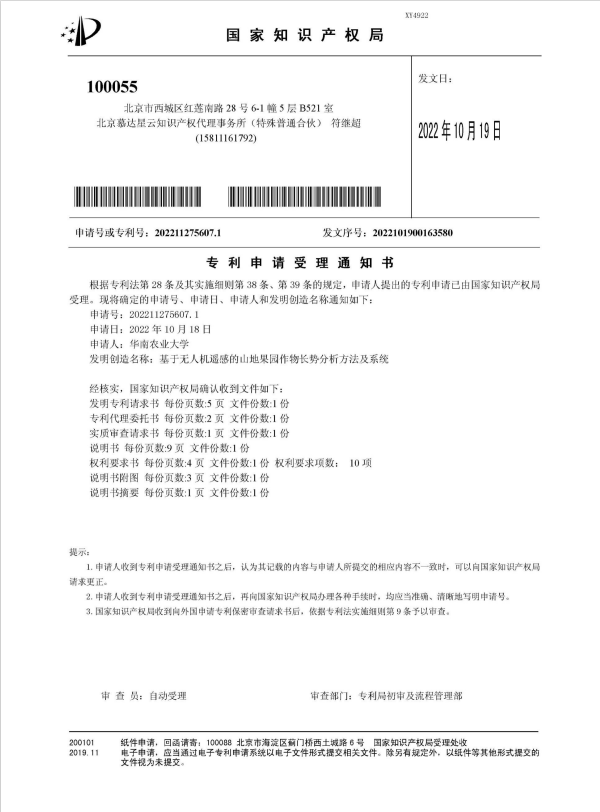 XY4922
国家知识产权局
100055
北京市西城区红莲南路 28 号 6-1 幢 5 层 B521 室
北京慕达星云知识产权代理事务所（特殊普通合伙） 符继超
(15811161792)
发文日：
2022年10月19日
申请号或专利号：202211275607.1
发文序号：2022101900163580
专利申请受理通知书
根据专利法第 28 条及其实施细则第 38 条、第 39 条的规定，申请人提出的专利申请已由国家知识产权局
受理。现将确定的申请号、申请日、申请人和发明创造名称通知如下：
申请号：202211275607.1
申请日：2022 年 10 月 18 日
申请人：华南农业大学
发明创造名称：基于无人机遥感的山地果园作物长势分析方法及系统
经核实，国家知识产权局确认收到文件如下：
发明专利请求书 每份页数:5 页 文件份数:1 份
专利代理委托书 每份页数:2 页 文件份数:1 份
实质审查请求书 每份页数:1 页 文件份数:1 份
说明书 每份页数:9 页 文件份数:1 份
权利要求书 每份页数:4 页 文件份数:1 份 权利要求项数： 10 项
说明书附图 每份页数:3 页 文件份数:1 份
说明书摘要 每份页数:1 页 文件份数:1 份
提示：
1.申请人收到专利申请受理通知书之后，认为其记载的内容与申请人所提交的相应内容不一致时，可以向国家知识产权局
请求更正。
2.申请人收到专利申请受理通知书之后，再向国家知识产权局办理各种手续时，均应当准确、清晰地写明申请号。
3.国家知识产权局收到向外国申请专利保密审查请求书后，依据专利法实施细则第 9 条予以审查。
审 查 员：自动受理
审查部门：专利局初审及流程管理部
200101 纸件申请，回函请寄：100088 北京市海淀区蓟门桥西土城路 6 号 国家知识产权局受理处收
2019.11 电子申请，应当通过电子专利申请系统以电子文件形式提交相关文件。除另有规定外，以纸件等其他形式提交的
文件视为未提交。